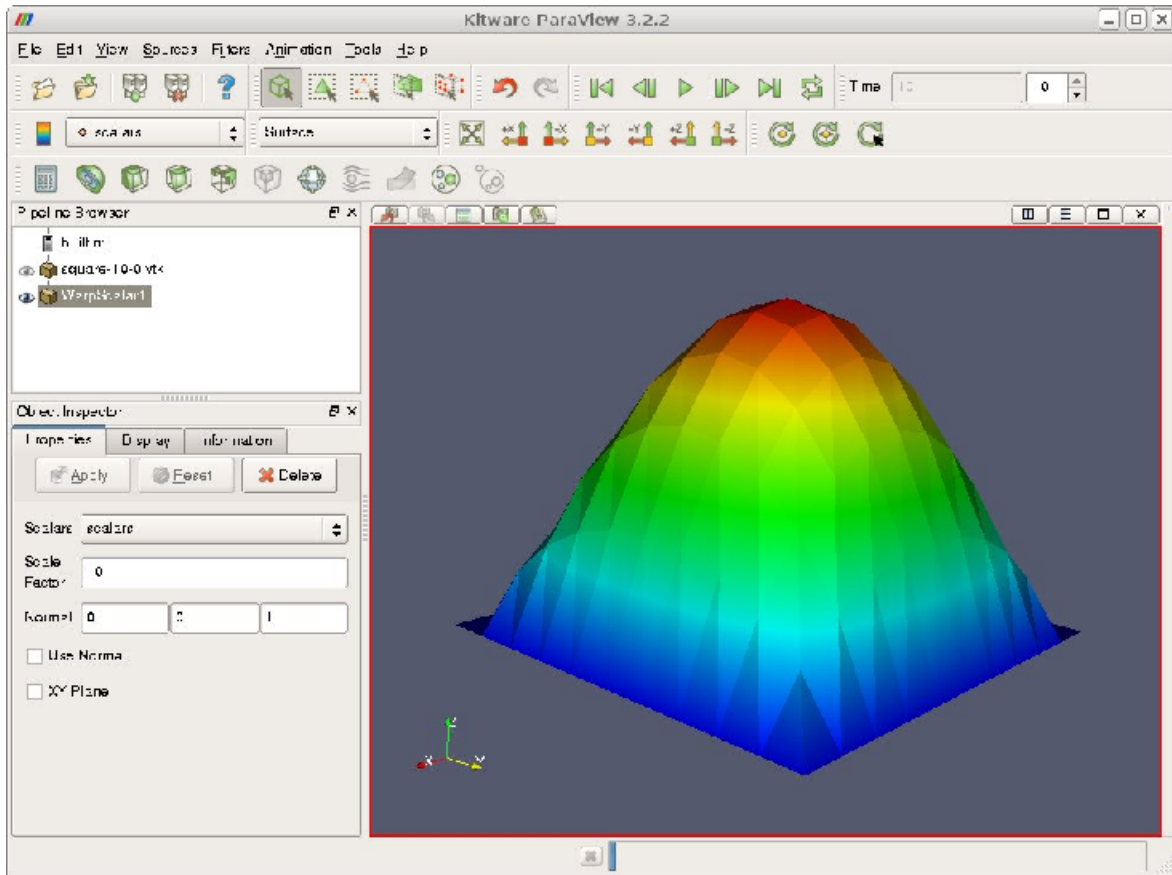 Kitware ParaView 3.2.2
File Edit View Sources Filters Animation Tools Help
Time 0
scalars Surface +X -X +Y -Y +Z -Z
Pipeline Browser
builtin:
square-10-0.vtk
WarpScalar1
Object Inspector
Properties Display Information
Apply Reset Delete
Scalars scalars
Scale
Factor
Normal 0 0 1
Use Normal
XY Plane
Z
X Y